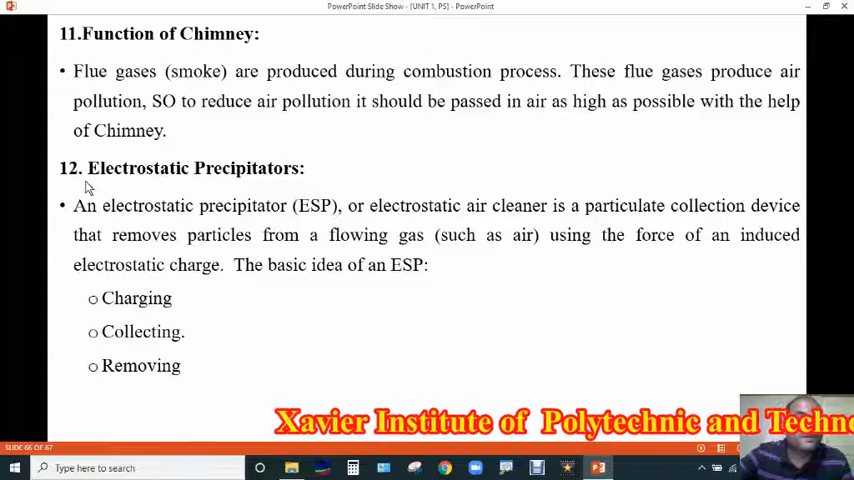 PowerPoint Slide Show - [UNIT 1, PS] - PowerPoint
11.Function of Chimney:
• Flue gases (smoke) are produced during combustion process. These flue gases produce air
pollution, SO to reduce air pollution it should be passed in air as high as possible with the help
of Chimney.
12. Electrostatic Precipitators:
• An electrostatic precipitator (ESP), or electrostatic air cleaner is a particulate collection device
that removes particles from a flowing gas (such as air) using the force of an induced
electrostatic charge. The basic idea of an ESP:
o Charging
o Collecting.
o Removing
Xavier Institute of Polytechnic and Techno
SLIDE 66 OF 67
Type here to search